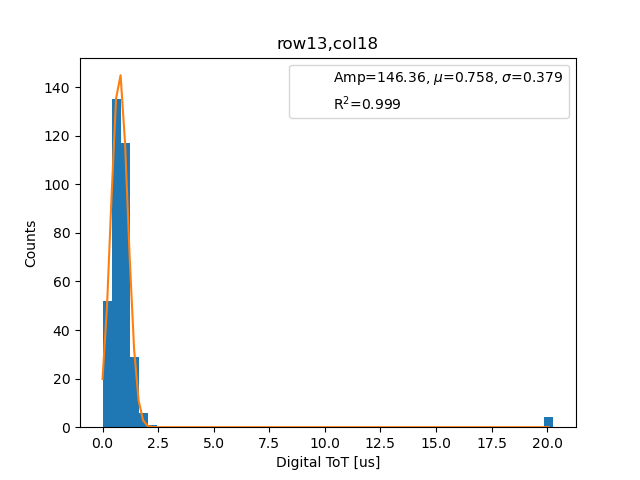 row13,col18
Amp=146.36, μ=0.758, σ=0.379
R²=0.999
Counts
140
120
100
80
60
40
20
0
0.0 2.5 5.0 7.5 10.0 12.5 15.0 17.5 20.0
Digital ToT [us]